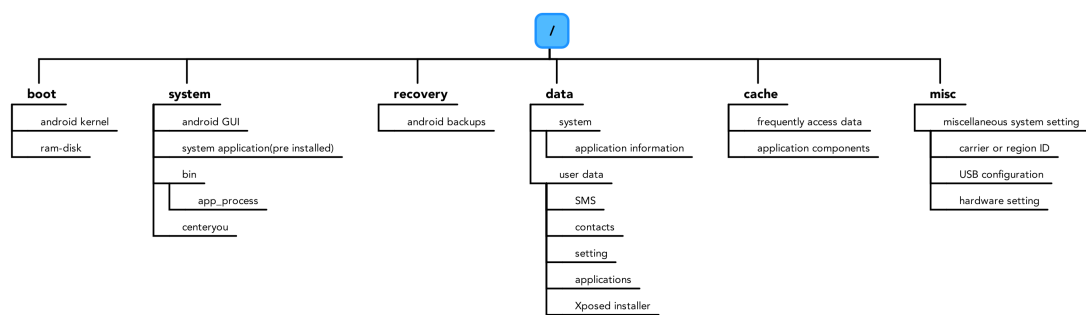 /
boot
android kernel
ram-disk
system
android GUI
system application(pre installed)
bin
app_process
centeryou
recovery
android backups
data
system
application information
user data
SMS
contacts
setting
applications
Xposed installer
cache
frequently access data
application components
misc
miscellaneous system setting
carrier or region ID
USB configuration
hardware setting